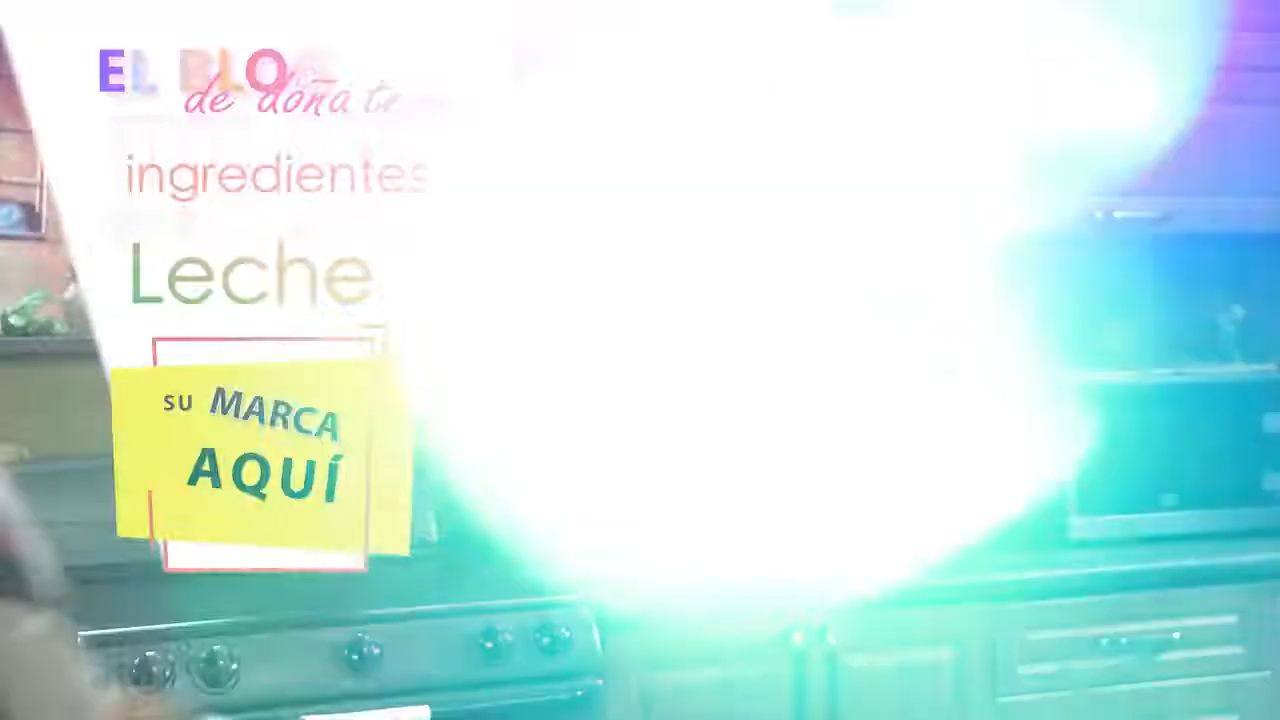 EL BLO
de doña te
ingredientes
Leche
SU MARCA
AQUÍ